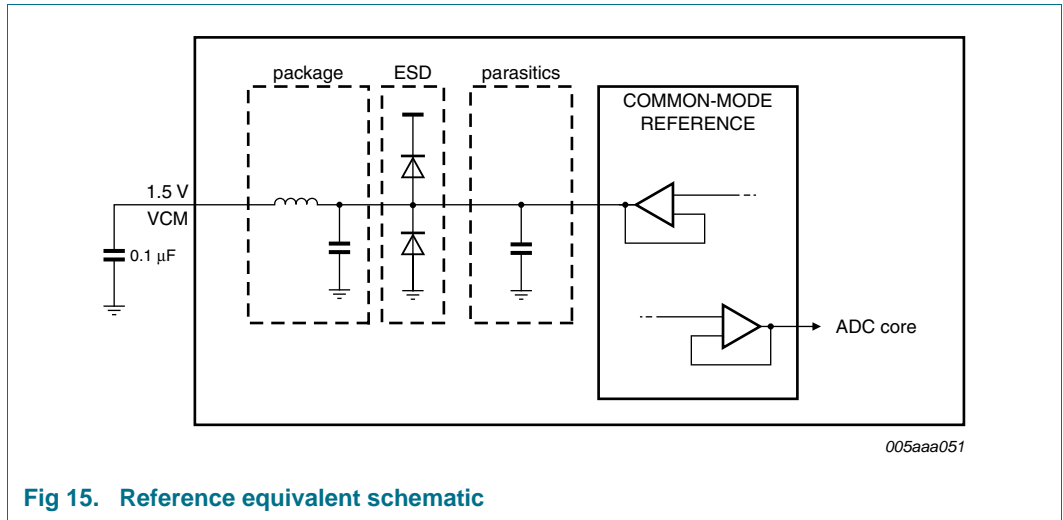 package ESD parasitics
COMMON-MODE
REFERENCE
1.5 V
VCM
0.1 μF
ADC core
005aaa051
Fig 15. Reference equivalent schematic